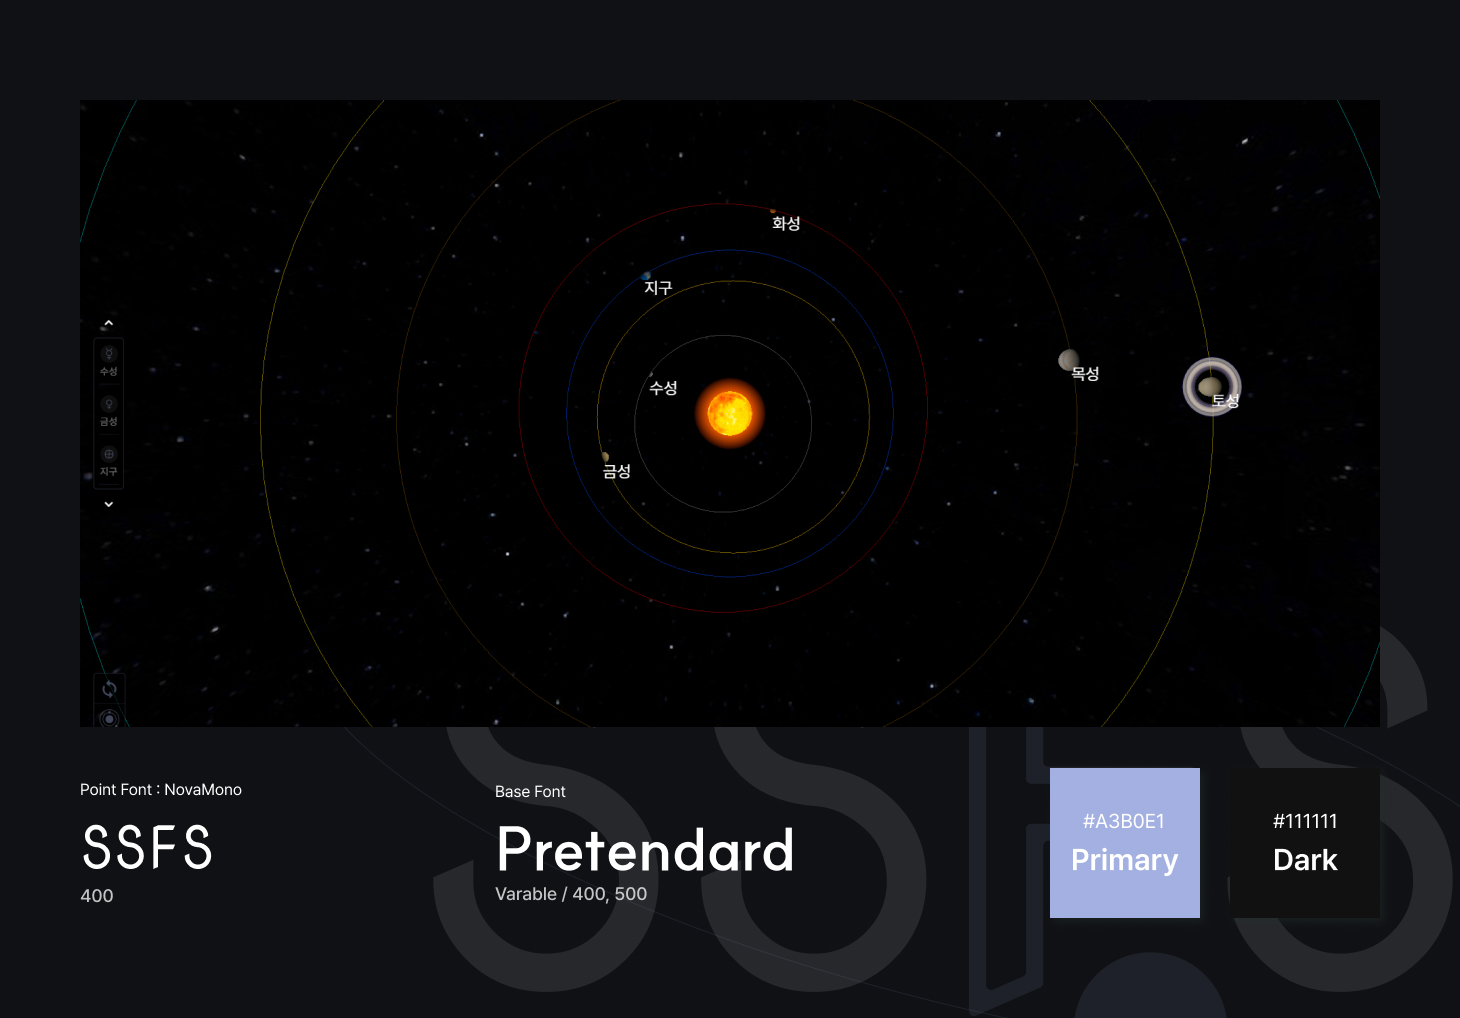 화성
지구
수성
목성
토성
금성
수성
금성
지구
Point Font : NovaMono
SSFS
400
Base Font
Pretendard
Varable / 400, 500
#A3B0E1
Primary
#111111
Dark
SSFS